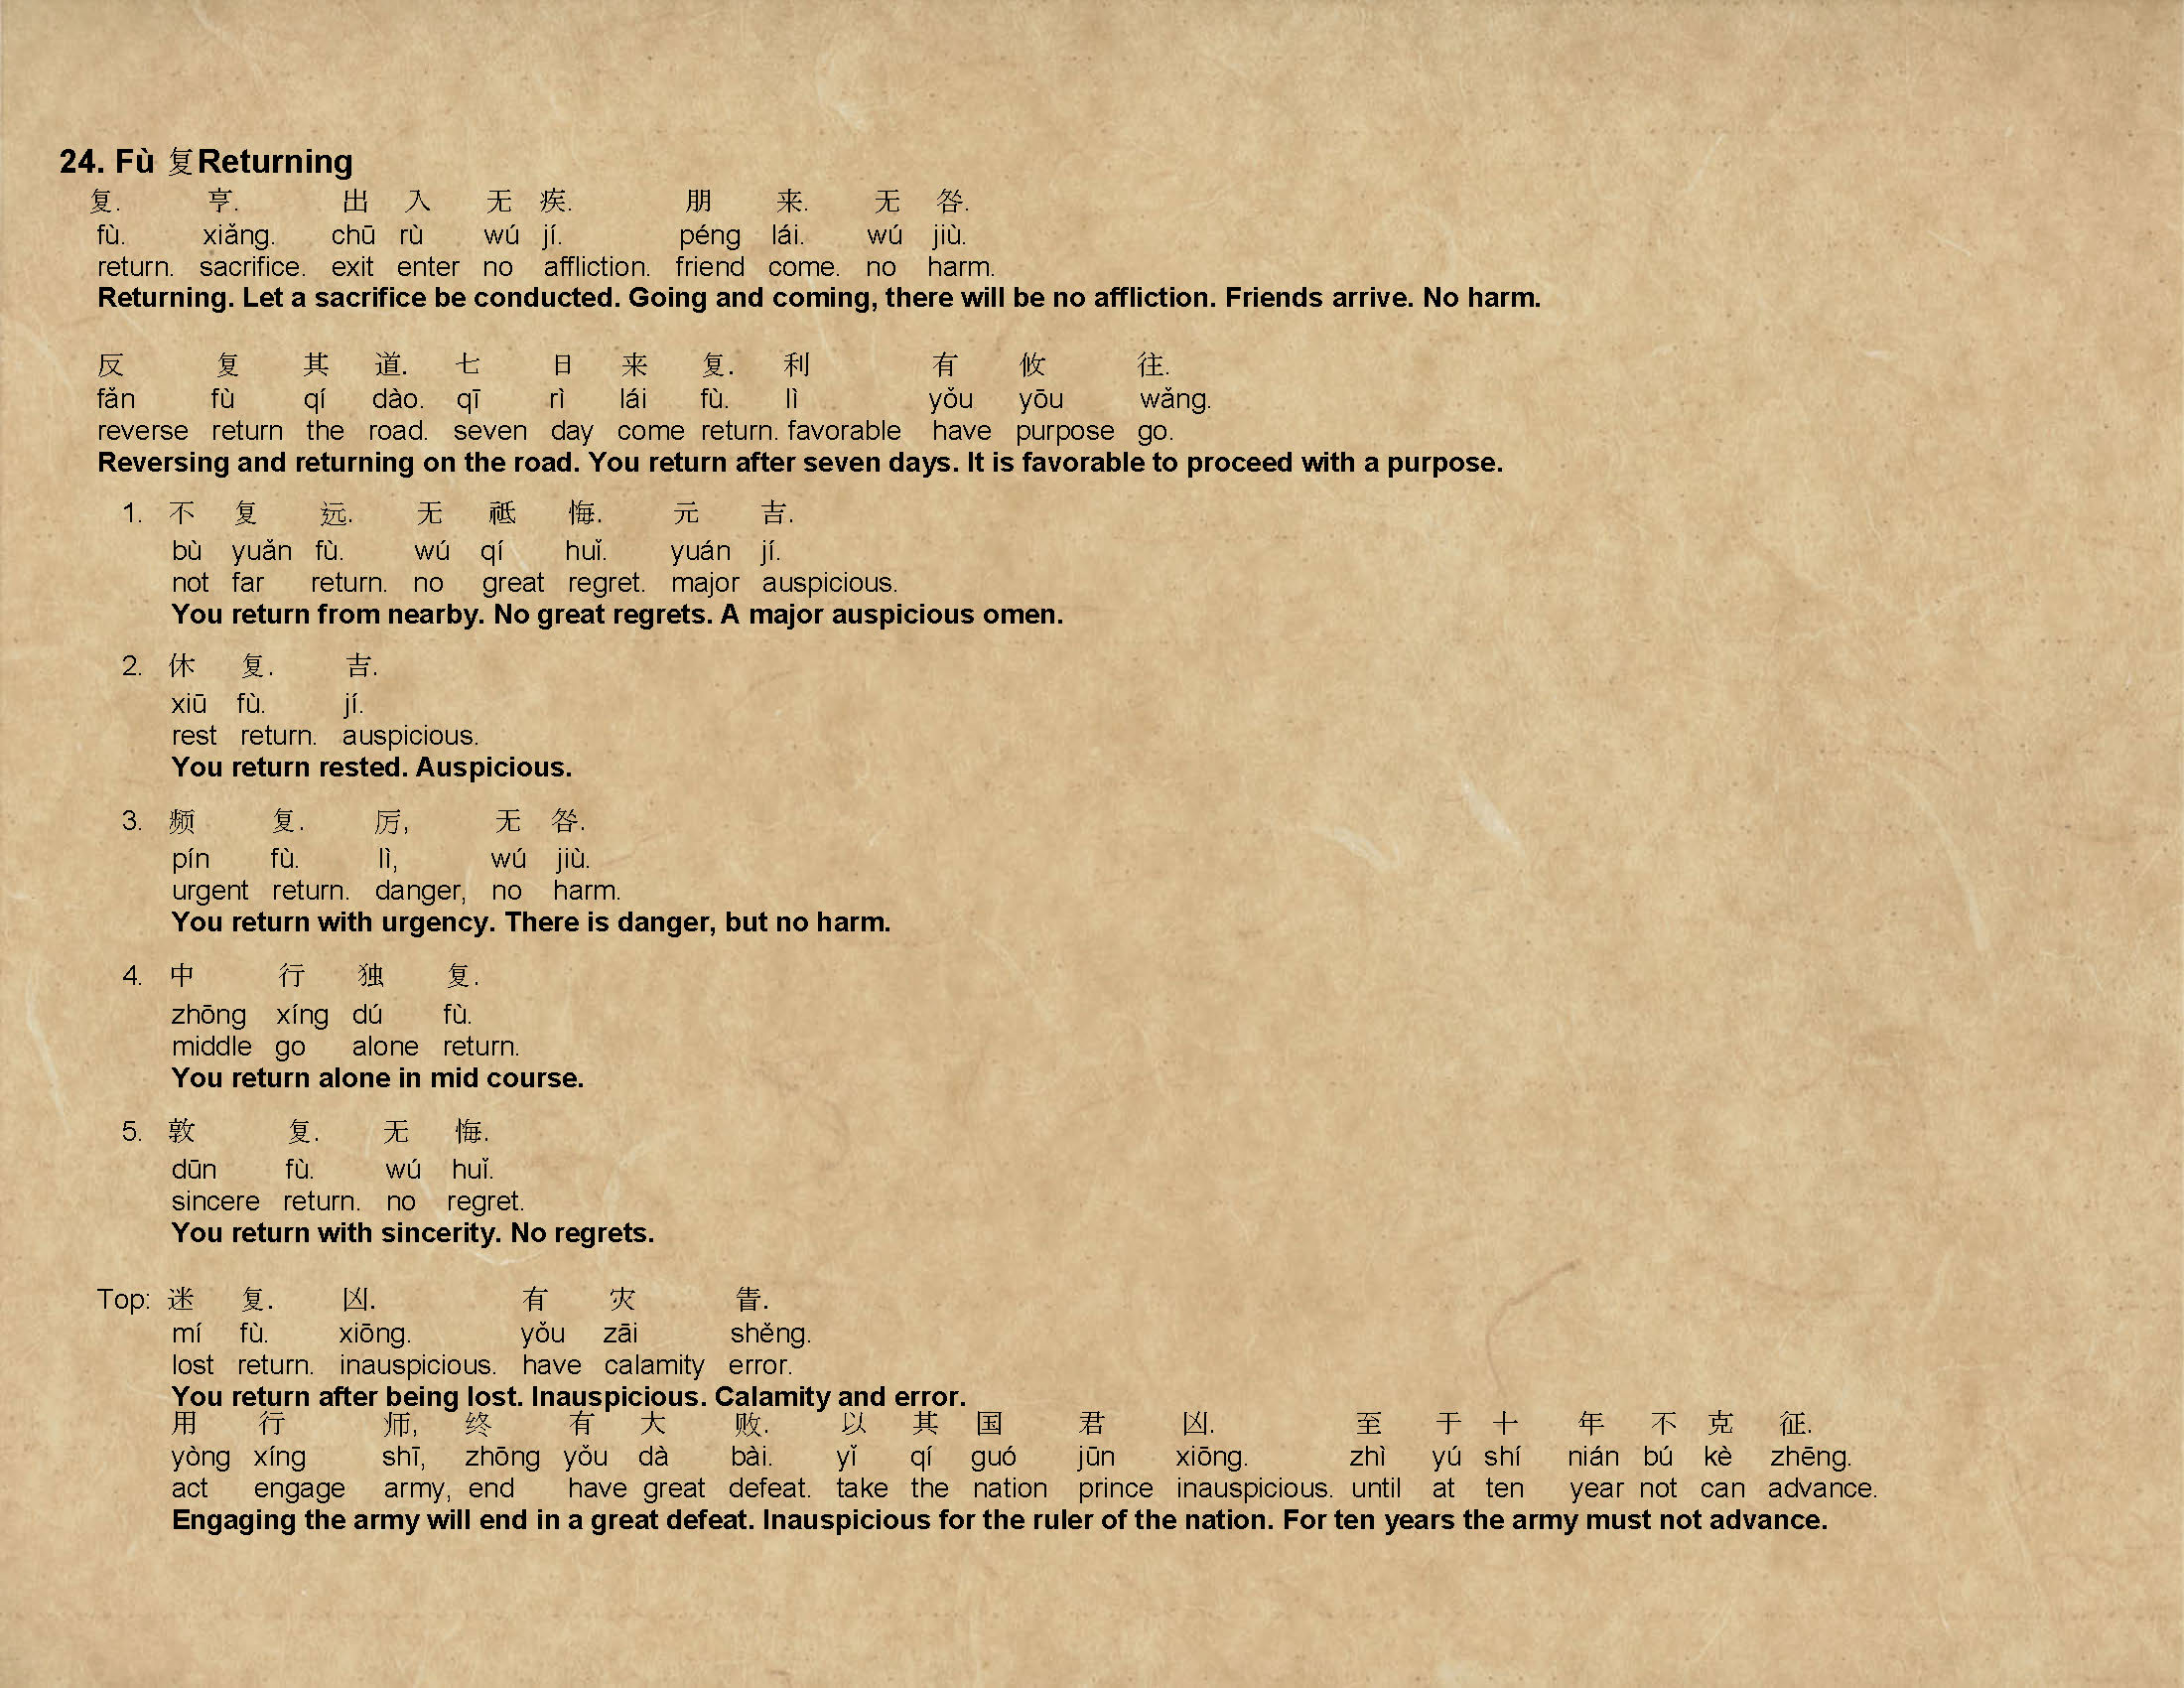 24. Fù 复Returning
复. 亨. 出 入 无 疾. 朋 来. 无 咎.
fù. xiǎng. chū rù wú jí. péng lái. wú jiù.
return. sacrifice. exit enter no affliction. friend come. no harm.
Returning. Let a sacrifice be conducted. Going and coming, there will be no affliction. Friends arrive. No harm.
反 复 其 道. 七 日 来 复. 利 有 攸 往.
fǎn fù qí dào. qī rì lái fù. lì yǒu yōu wǎng.
reverse return the road. seven day come return. favorable have purpose go.
Reversing and returning on the road. You return after seven days. It is favorable to proceed with a purpose.
1. 不 复 远. 无 祗 悔. 元 吉.
bù yuǎn fù. wú qí huǐ. yuán jí.
not far return. no great regret. major auspicious.
You return from nearby. No great regrets. A major auspicious omen.
2. 休 复. 吉.
xiū fù. jí.
rest return. auspicious.
You return rested. Auspicious.
3. 频 复. 厉, 无 咎.
pín fù. lì, wú jiù.
urgent return. danger, no harm.
You return with urgency. There is danger, but no harm.
4. 中 行 独 复.
zhōng xíng dú fù.
middle go alone return.
You return alone in mid course.
5. 敦 复. 无 悔.
dūn fù. wú huǐ.
sincere return. no regret.
You return with sincerity. No regrets.
Top: 迷 复. 凶. 有 灾 眚.
mí fù. xiōng. yǒu zāi shěng.
lost return. inauspicious. have calamity error.
You return after being lost. Inauspicious. Calamity and error.
用 行 师, 终 有 大 败. 以 其 国 君 凶. 至 于 十 年 不 克 征.
yòng xíng shī, zhōng yǒu dà bài. yǐ qí guó jūn xiōng. zhì yú shí nián bú kè zhēng.
act engage army, end have great defeat. take the nation prince inauspicious. until at ten year not can advance.
Engaging the army will end in a great defeat. Inauspicious for the ruler of the nation. For ten years the army must not advance.